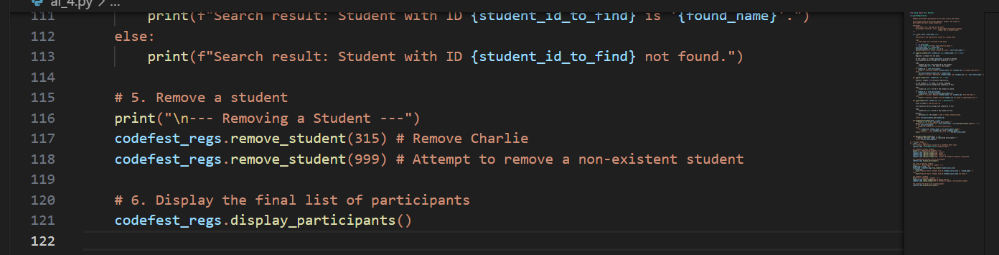 ai_4.py > ...
111 print(f"Search result: Student with ID {student_id_to_find} is '{found_name}'.")
112 else:
113 print(f"Search result: Student with ID {student_id_to_find} not found.")
114
115 # 5. Remove a student
116 print("\n--- Removing a Student ---")
117 codefest_regs.remove_student(315) # Remove Charlie
118 codefest_regs.remove_student(999) # Attempt to remove a non-existent student
119
120 # 6. Display the final list of participants
121 codefest_regs.display_participants()
122